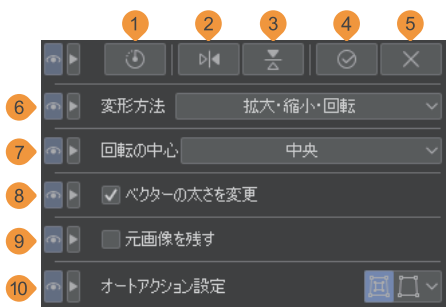 1 2 3 4 5
6 変形方法 拡大・縮小・回転
7 回転の中心 中央
8 ベクターの太さを変更
9 元画像を残す
10 オートアクション設定